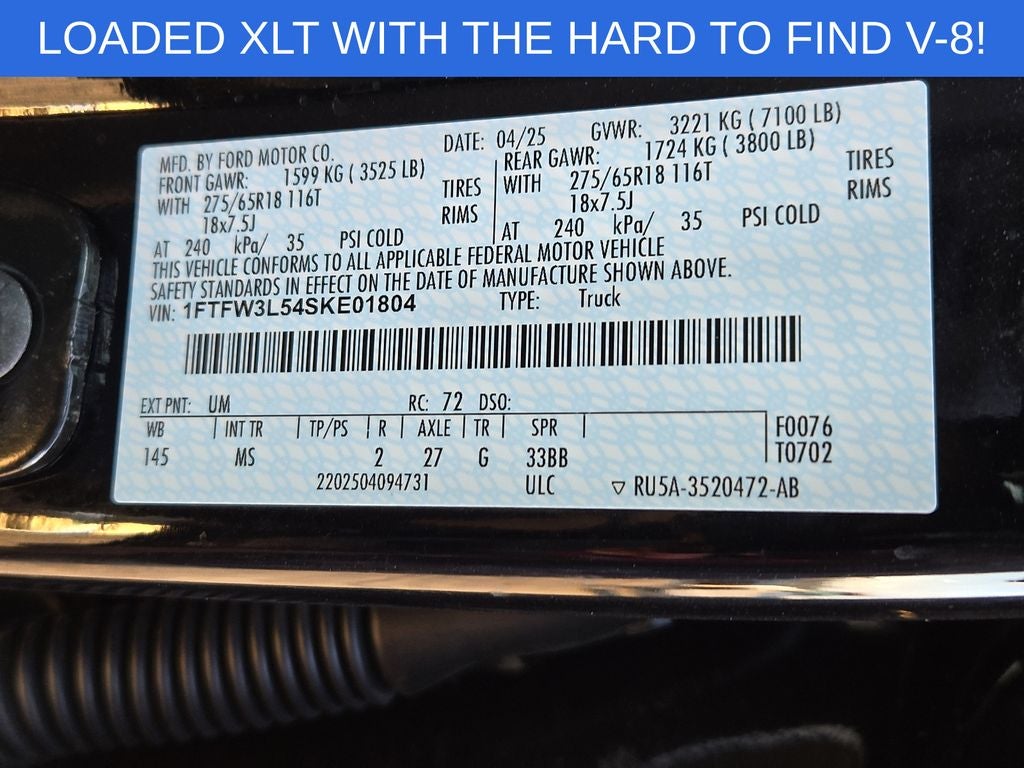 LOADED XLT WITH THE HARD TO FIND V-8!
MFD. BY FORD MOTOR CO. DATE: 04/25 GVWR: 3221 KG ( 7100 LB)
FRONT GAWR: 1599 KG ( 3525 LB) REAR GAWR: 1724 KG ( 3800 LB)
WITH 275/65R18 116T TIRES WITH 275/65R18 116T TIRES
18x7.5J RIMS 18x7.5J RIMS
AT 240 kPa/ 35 PSI COLD AT 240 kPa/ 35 PSI COLD
THIS VEHICLE CONFORMS TO ALL APPLICABLE FEDERAL MOTOR VEHICLE
SAFETY STANDARDS IN EFFECT ON THE DATE OF MANUFACTURE SHOWN ABOVE.
VIN: 1FTFW3L54SKE01804 TYPE: Truck
EXT PNT: UM RC: 72 DSO:
WB | INT TR | TP/PS | R | AXLE | TR | SPR | F0076
145 MS 2 27 G 33BB T0702
2202504094731 ULC ▽ RU5A-3520472-AB